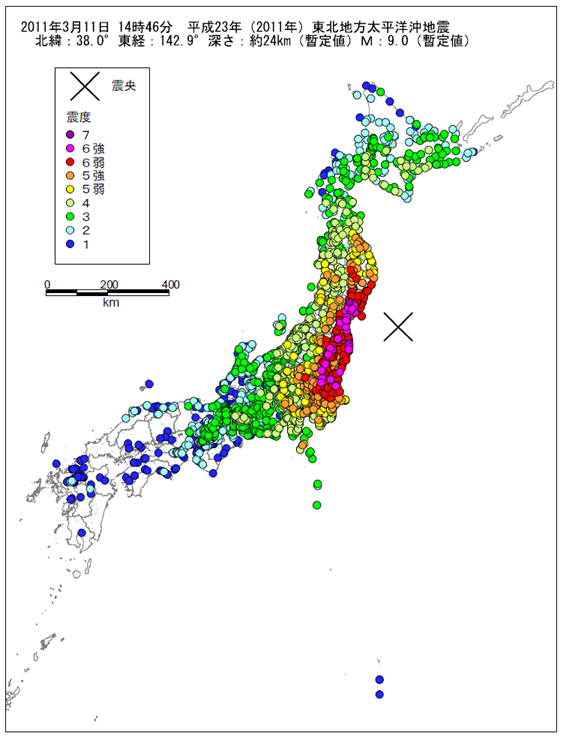 2011年3月11日 14時46分　平成23年（2011年）東北地方太平洋沖地震
北緯：38.0°東経：142.9°深さ：約24km（暫定値）Ｍ：9.0（暫定値）
震央
震度
7
6強
6弱
5強
5弱
4
3
2
1
0 200 400
km